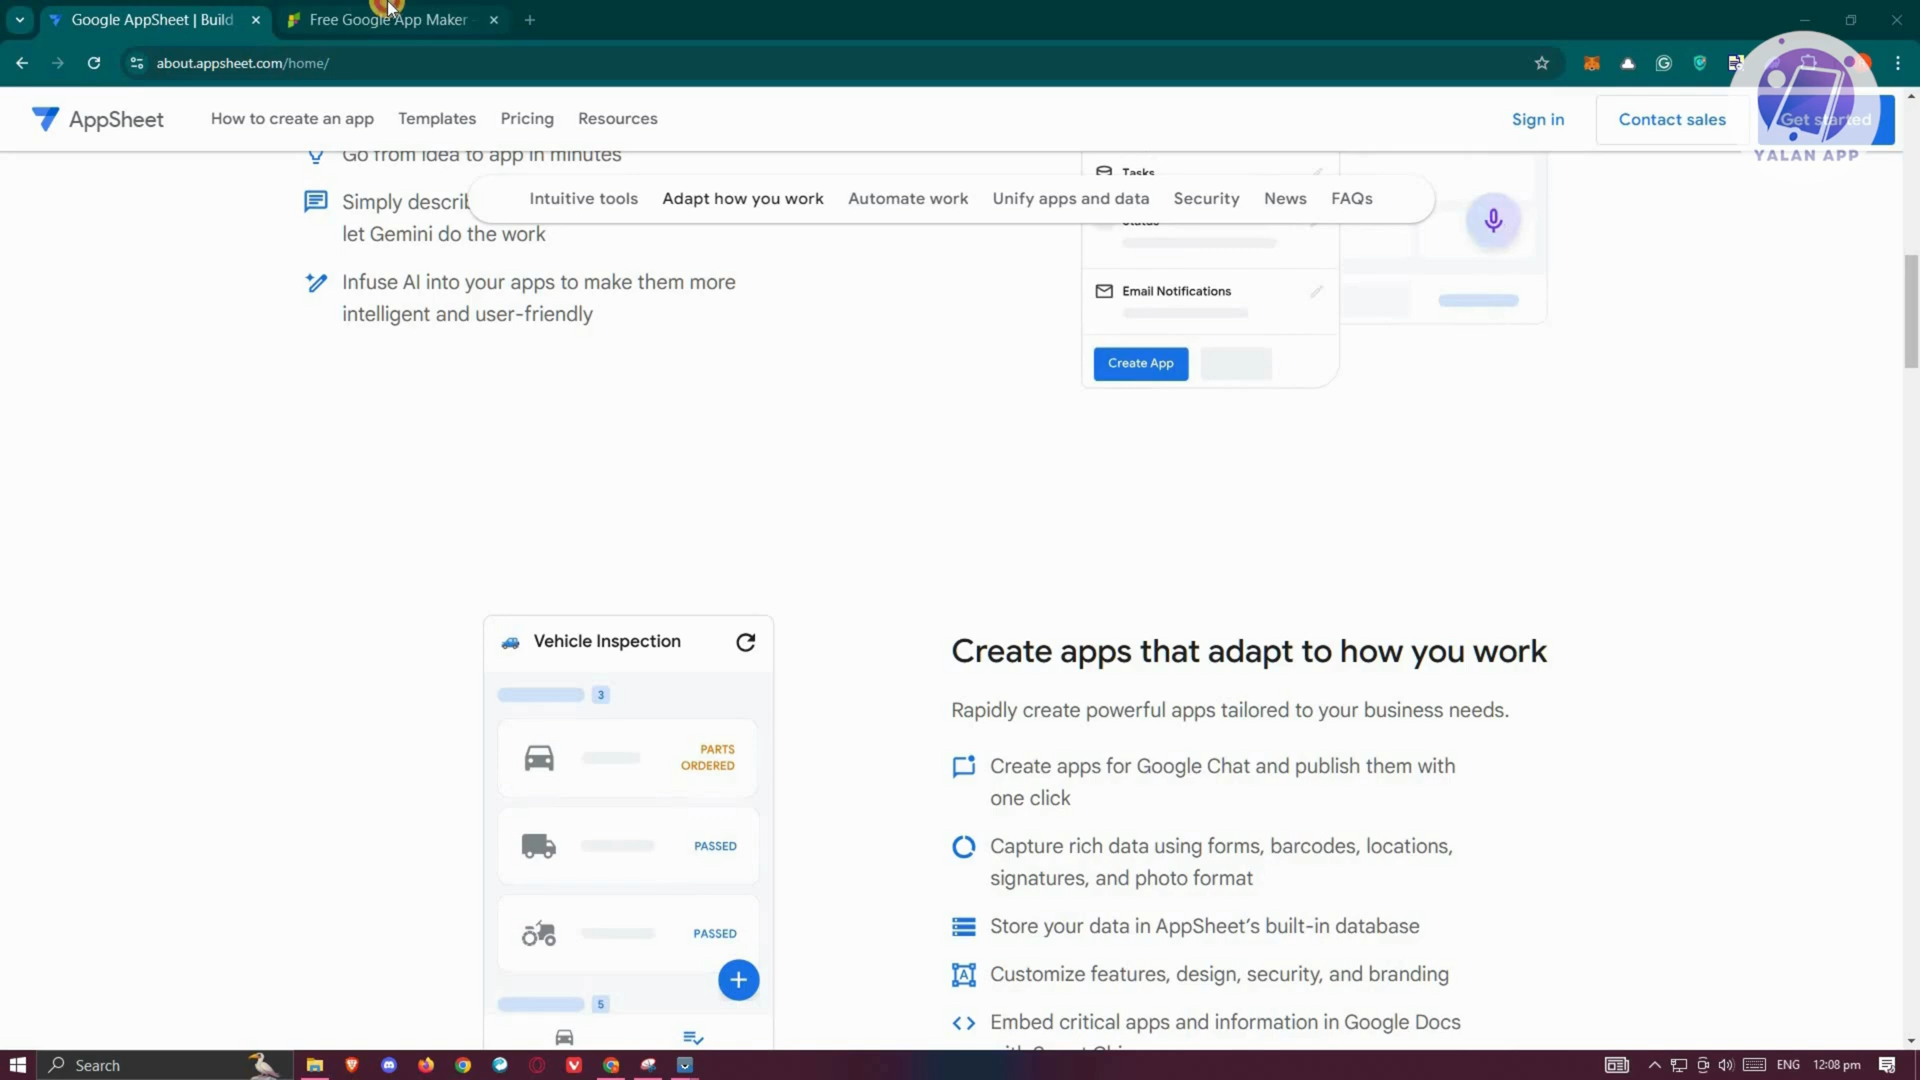 Google AppSheet | Build
Free Google App Maker
about.appsheet.com/home/
AppSheet
How to create an app
Templates
Pricing
Resources
Sign in
Contact sales
Get started
YALAN APP
Go from idea to app in minutes
Simply describ
let Gemini do the work
Infuse AI into your apps to make them more
intelligent and user-friendly
Intuitive tools
Adapt how you work
Automate work
Unify apps and data
Security
News
FAQs
Tasks
Status
Email Notifications
Create App
Vehicle Inspection
3
PARTS
ORDERED
PASSED
PASSED
5
Create apps that adapt to how you work
Rapidly create powerful apps tailored to your business needs.
Create apps for Google Chat and publish them with
one click
Capture rich data using forms, barcodes, locations,
signatures, and photo format
Store your data in AppSheet's built-in database
Customize features, design, security, and branding
Embed critical apps and information in Google Docs
Search
ENG
12:08 pm